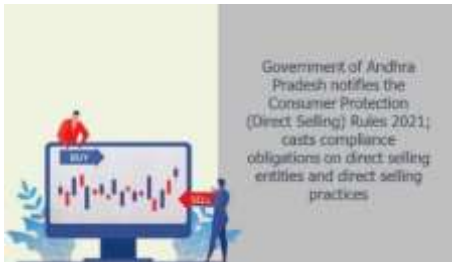 Government of Andhra
Pradesh notifies the
Consumer Protection
(Direct Selling) Rules 2021;
casts compliance
obligations on direct selling
entities and direct selling
practices
BUY
SELL